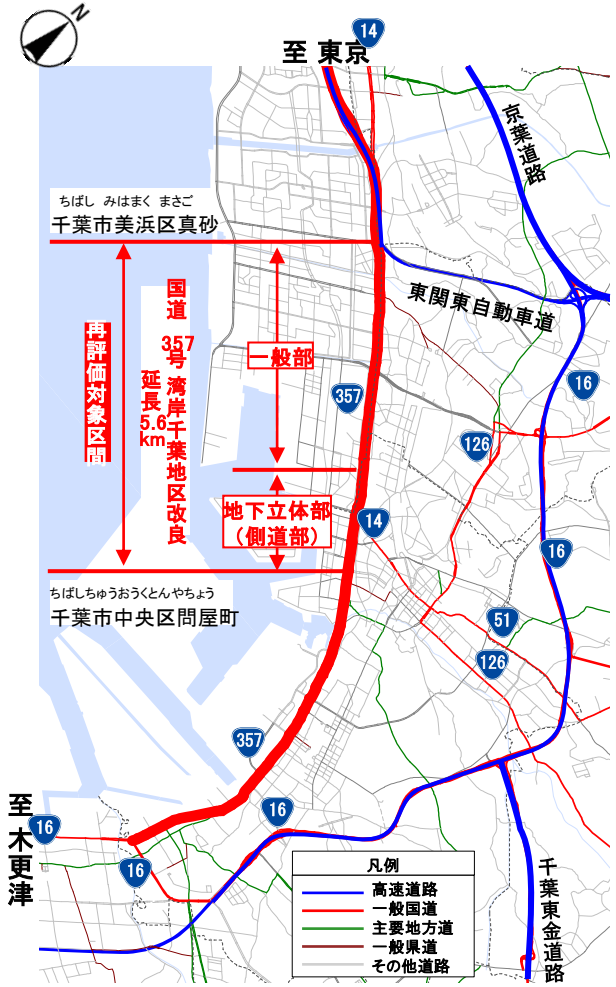 N
14
至 東京
京葉道路
ちばし みはまく まさご
千葉市美浜区真砂
東関東自動車道
再評価対象区間
国道 357号 湾岸千葉地区改良
延長 5.6km
一般部
357
16
126
地下立体部
(側道部)
14
16
ちばしちゅうおうくとんやちょう
千葉市中央区問屋町
51
126
357
16
至 木更津
16
16
千葉東金道路
凡例
高速道路
一般国道
主要地方道
一般県道
その他道路